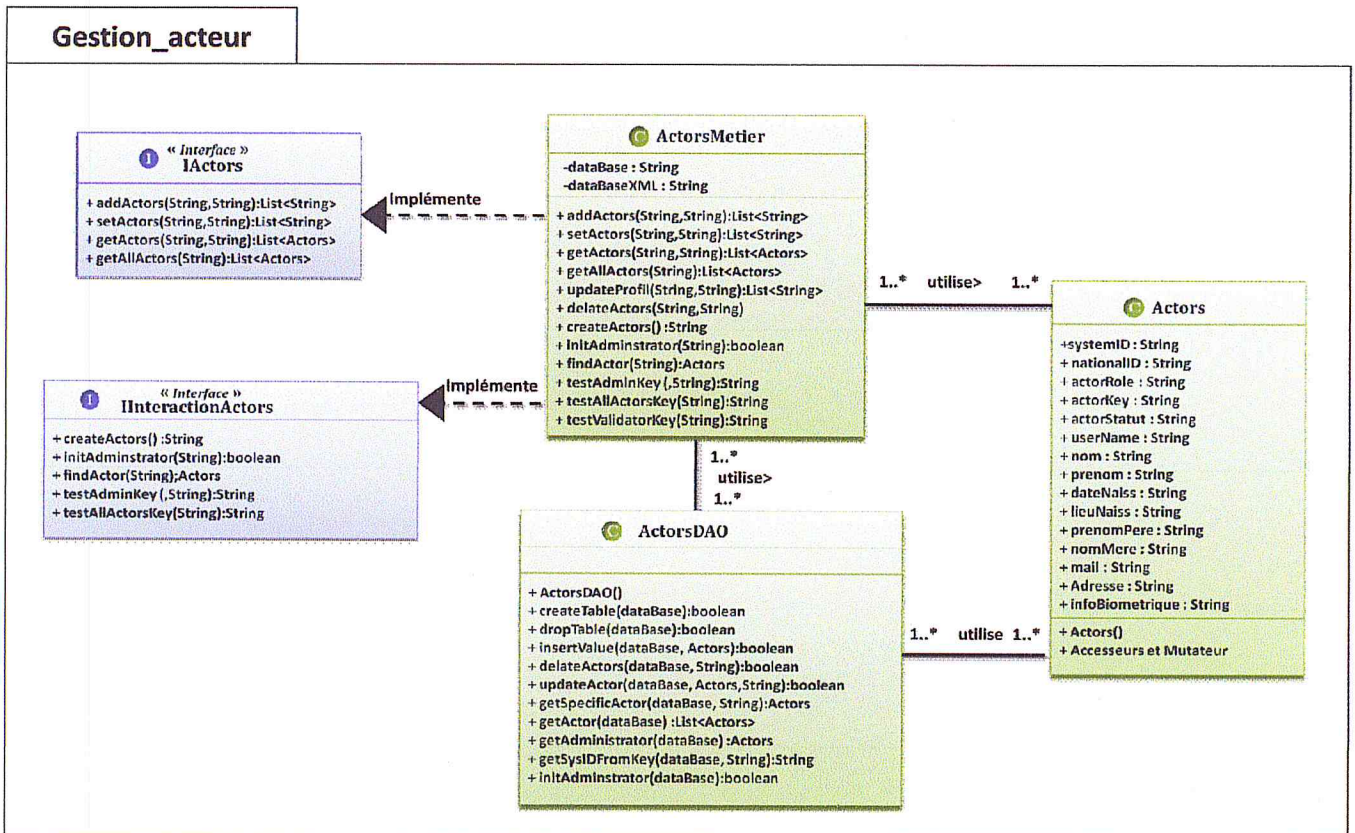 Gestion_acteur
I
« Interface »
IActors
+ addActors(String,String):List<String>
+ setActors(String,String):List<String>
+ getActors(String,String):List<Actors>
+ getAllActors(String):List<Actors>
Implémente
C ActorsMetier
-dataBase : String
-dataBaseXML : String
+ addActors(String,String):List<String>
+ setActors(String,String):List<String>
+ getActors(String,String):List<Actors>
+ getAllActors(String):List<Actors>
+ updateProfil(String,String):List<String>
+ delateActors(String,String)
+ createActors() :String
+ initAdminstrator(String):boolean
+ findActor(String):Actors
+ testAdminKey (,String):String
+ testAllActorsKey(String):String
+ testValidatorKey(String):String
I
« Interface »
IInteractionActors
+ createActors() :String
+ initAdminstrator(String):boolean
+ findActor(String);Actors
+ testAdminKey (,String):String
+ testAllActorsKey(String):String
Implémente
1..* utilise> 1..*
C Actors
+systemID : String
+ nationalID : String
+ actorRole : String
+ actorKey : String
+ actorStatut : String
+ userName : String
+ nom : String
+ prenom : String
+ dateNaiss : String
+ lieuNaiss : String
+ prenomPere : String
+ nomMere : String
+ mail : String
+ Adresse : String
+ infoBiometrique : String
+ Actors()
+ Accesseurs et Mutateur
1..*
utilise>
1..*
C ActorsDAO
+ ActorsDAO()
+ createTable(dataBase):boolean
+ dropTable(dataBase):boolean
+ insertValue(dataBase, Actors):boolean
+ delateActors(dataBase, String):boolean
+ updateActor(dataBase, Actors,String):boolean
+ getSpecificActor(dataBase, String):Actors
+ getActor(dataBase) :List<Actors>
+ getAdministrator(dataBase) :Actors
+ getSysIDFromKey(dataBase, String):String
+ initAdminstrator(dataBase):boolean
1..* utilise 1..*